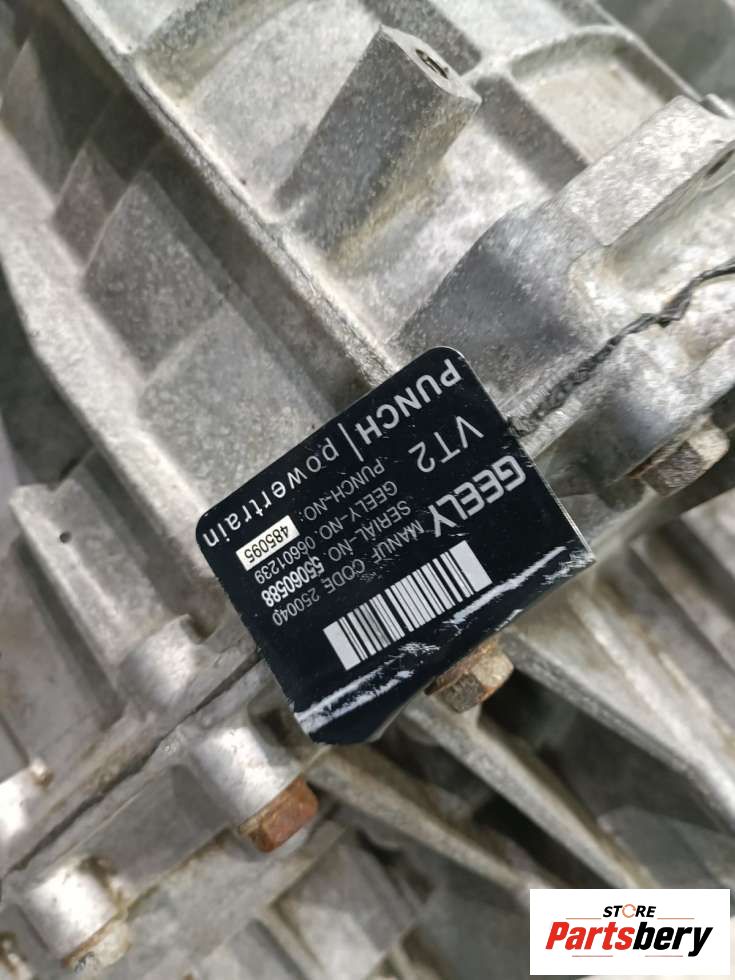 PUNCH | powertrain
VT2
PUNCH-NO: 485095
GEELY-NO 06601239
SERIAL-NO 55060588
MANUF CODE 250040
GEELY
STORE
Partsbery